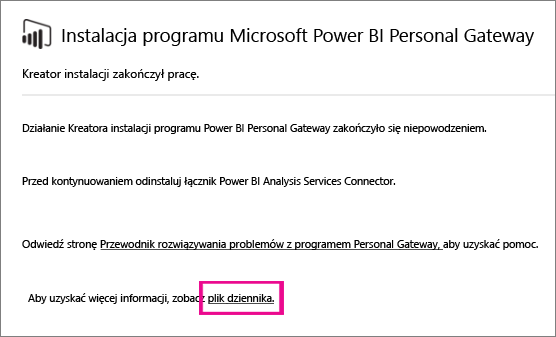 Instalacja programu Microsoft Power BI Personal Gateway
Kreator instalacji zakończył pracę.
Działanie Kreatora instalacji programu Power BI Personal Gateway zakończyło się niepowodzeniem.
Przed kontynuowaniem odinstaluj łącznik Power BI Analysis Services Connector.
Odwiedź stronę Przewodnik rozwiązywania problemów z programem Personal Gateway, aby uzyskać pomoc.
Aby uzyskać więcej informacji, zobacz plik dziennika.